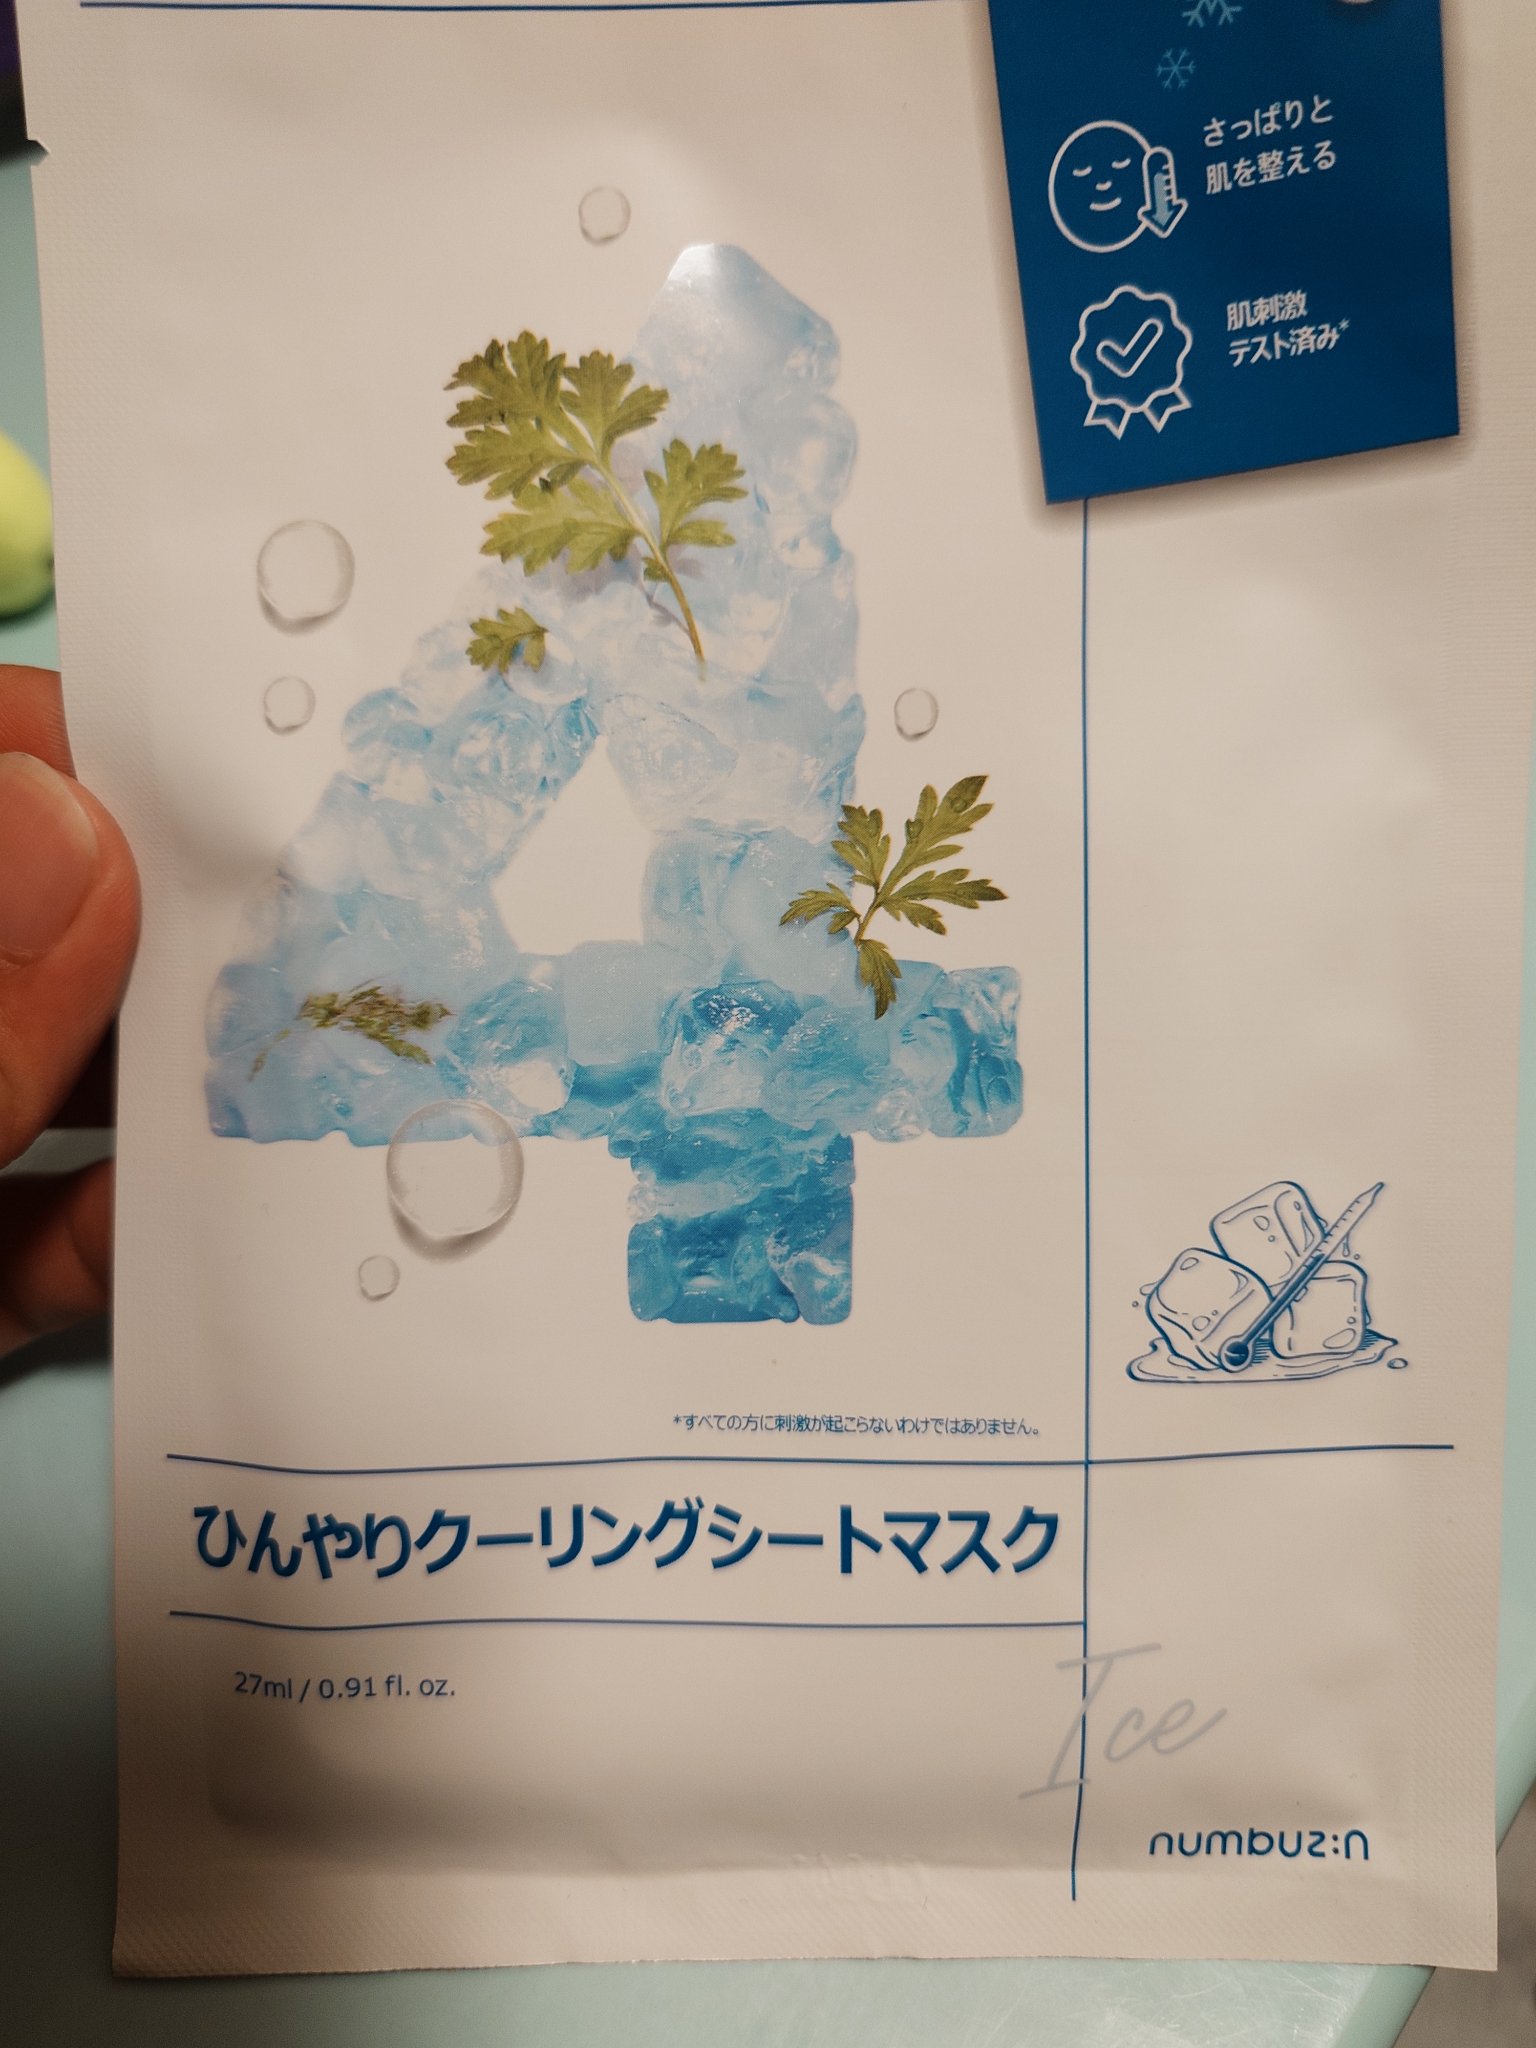 さっぱりと
肌を整える
肌刺激
テスト済み*
*すべての方に刺激が起こらないわけではありません。
ひんやりクーリングシートマスク
27ml / 0.91 fl. oz.
Ice
numbuz:n